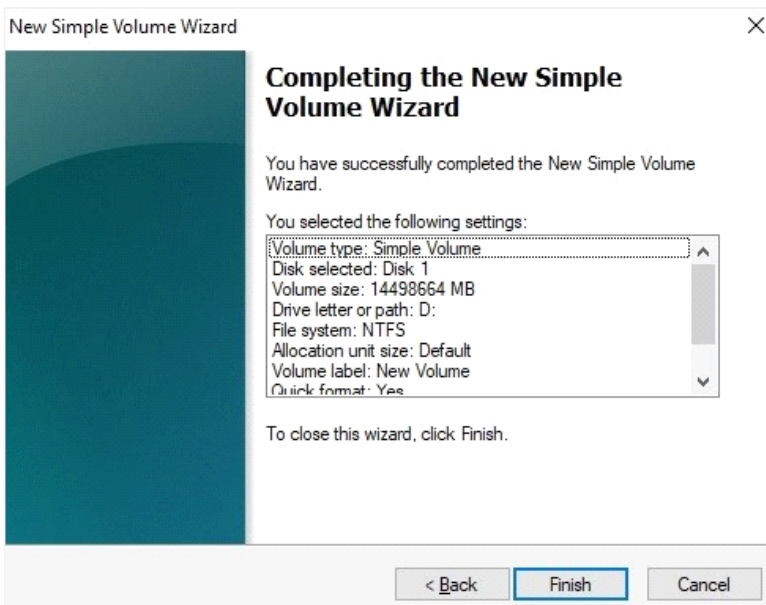 New Simple Volume Wizard
Completing the New Simple
Volume Wizard
You have successfully completed the New Simple Volume
Wizard.
You selected the following settings:
Volume type: Simple Volume
Disk selected: Disk 1
Volume size: 14498664 MB
Drive letter or path: D:
File system: NTFS
Allocation unit size: Default
Volume label: New Volume
Quick format: Yes
To close this wizard, click Finish.
< Back
Finish
Cancel